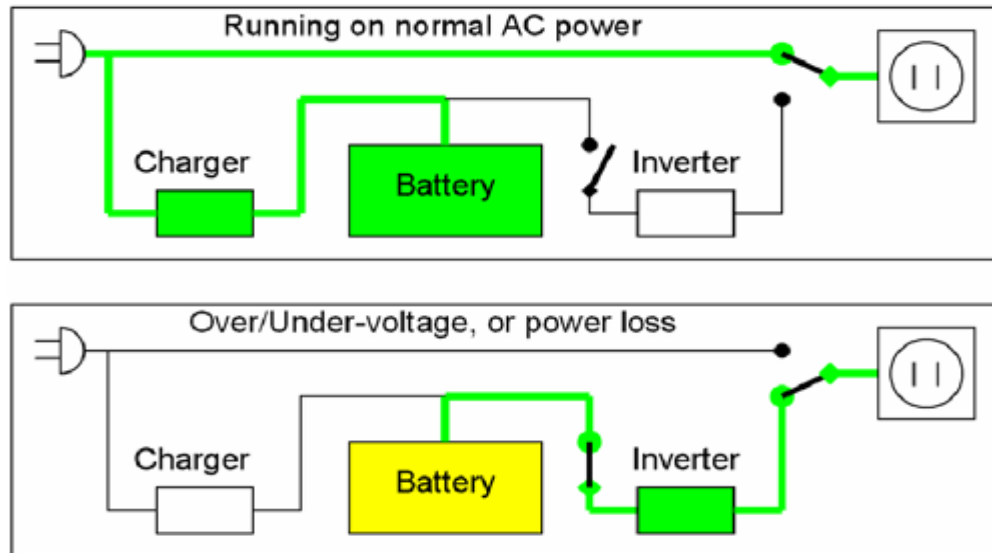 Running on normal AC power
Charger
Battery
Inverter
Over/Under-voltage, or power loss
Charger
Battery
Inverter